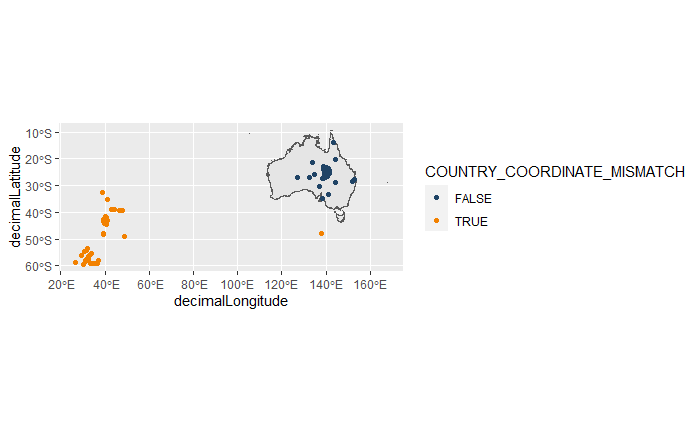 10°S
20°S
30°S
40°S
50°S
60°S
decimalLatitude
20°E 40°E 60°E 80°E 100°E 120°E 140°E 160°E
decimalLongitude
COUNTRY_COORDINATE_MISMATCH
FALSE
TRUE